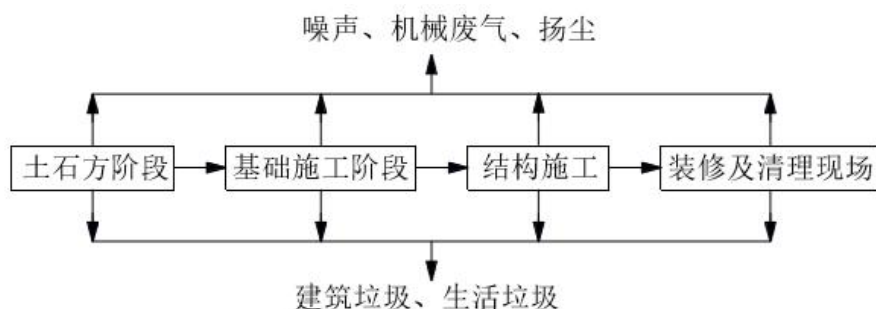 噪声、机械废气、扬尘
土石方阶段
基础施工阶段
结构施工
装修及清理现场
建筑垃圾、生活垃圾